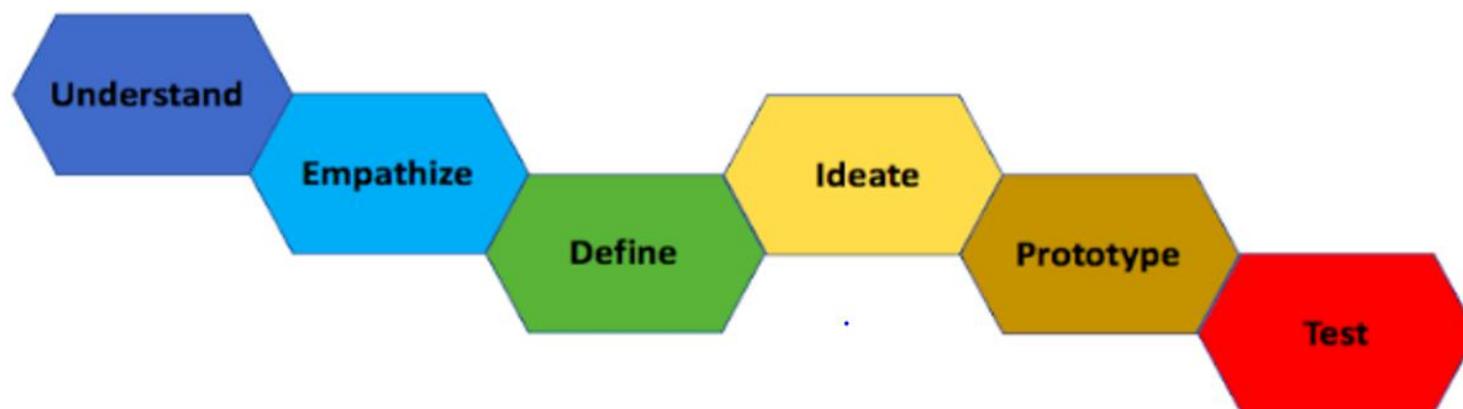 Understand
Empathize
Define
Ideate
Prototype
Test